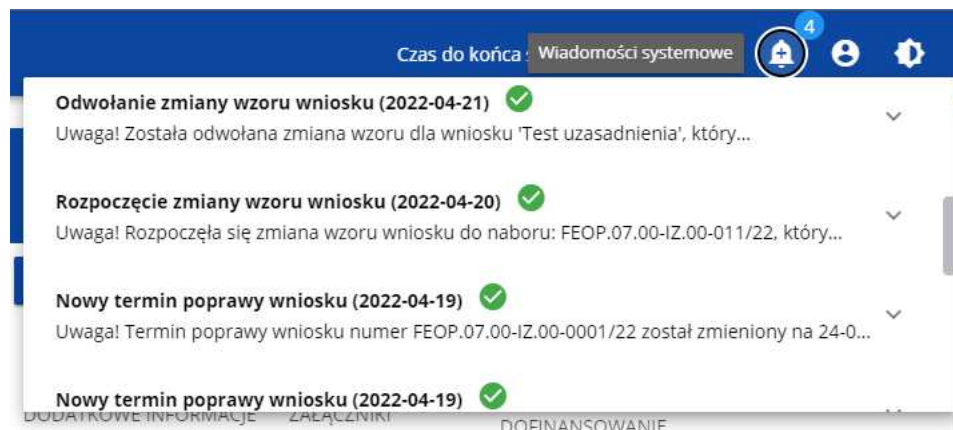 4
Czas do końca
Wiadomości systemowe
Odwołanie zmiany wzoru wniosku (2022-04-21)
Uwaga! Została odwołana zmiana wzoru dla wniosku 'Test uzasadnienia', który...
Rozpoczęcie zmiany wzoru wniosku (2022-04-20)
Uwaga! Rozpoczęła się zmiana wzoru wniosku do naboru: FEOP.07.00-IZ.00-011/22, który...
Nowy termin poprawy wniosku (2022-04-19)
Uwaga! Termin poprawy wniosku numer FEOP.07.00-IZ.00-0001/22 został zmieniony na 24-0...
Nowy termin poprawy wniosku (2022-04-19)
DODATKOWE INFORMACJE ZAŁĄCZNIKI DOFINANSOWANIE